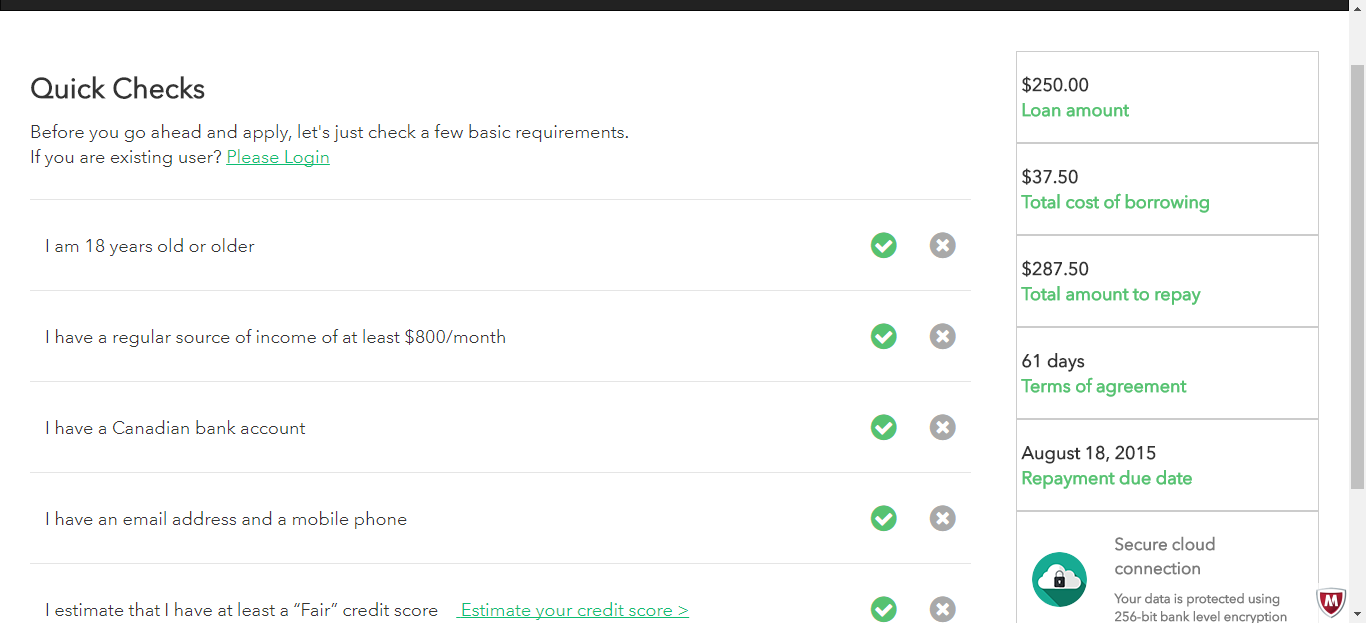 Quick Checks
Before you go ahead and apply, let's just check a few basic requirements.
If you are existing user? Please Login
I am 18 years old or older
I have a regular source of income of at least $800/month
I have a Canadian bank account
I have an email address and a mobile phone
I estimate that I have at least a “Fair” credit score Estimate your credit score >
$250.00
Loan amount
$37.50
Total cost of borrowing
$287.50
Total amount to repay
61 days
Terms of agreement
August 18, 2015
Repayment due date
Secure cloud
connection
Your data is protected using
256-bit bank level encryption